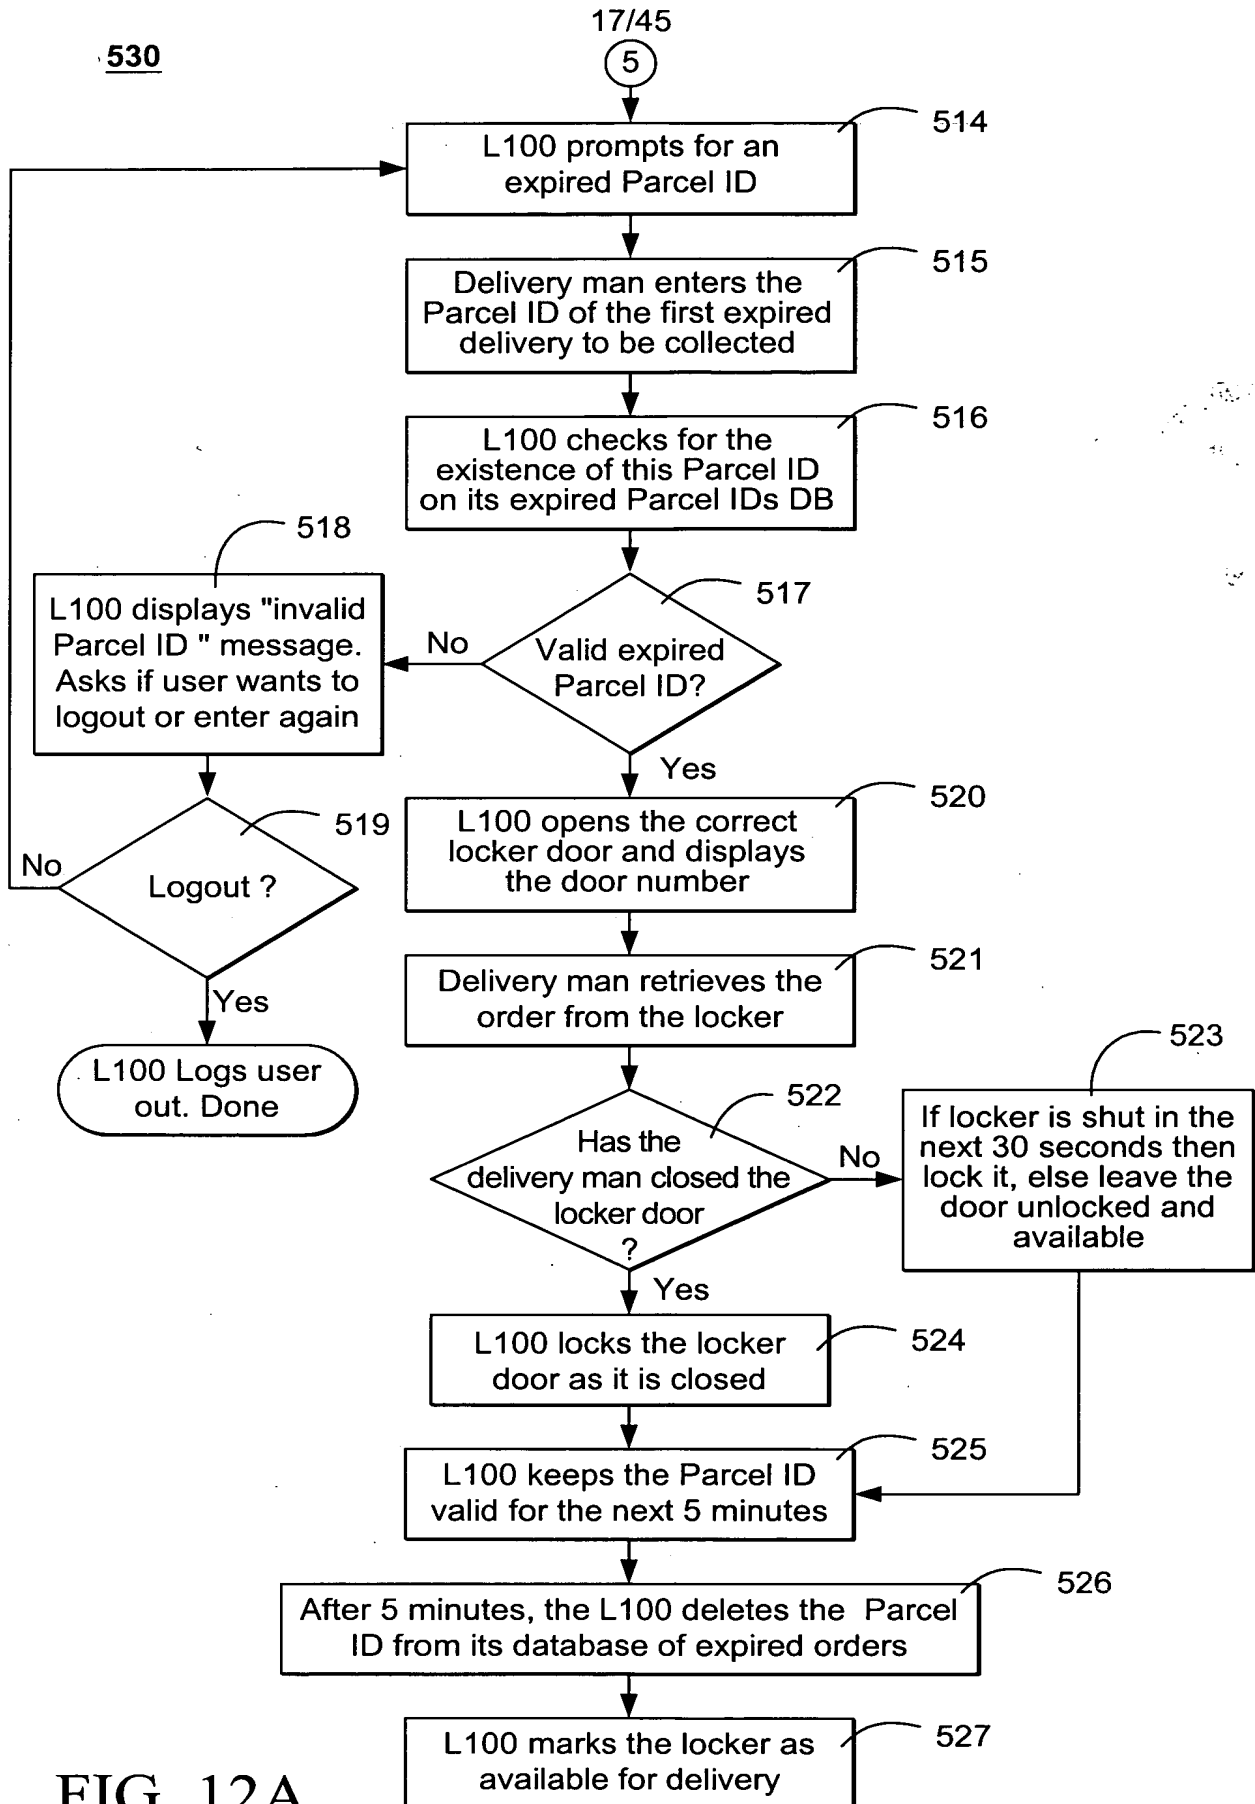 17/45
530
5
514
L100 prompts for an
expired Parcel ID
515
Delivery man enters the
Parcel ID of the first expired
delivery to be collected
516
L100 checks for the
existence of this Parcel ID
on its expired Parcel IDs DB
518
L100 displays "invalid
Parcel ID " message.
Asks if user wants to
logout or enter again
No
517
Valid expired
Parcel ID?
Yes
519
No
Logout ?
Yes
L100 Logs user
out. Done
520
L100 opens the correct
locker door and displays
the door number
521
Delivery man retrieves the
order from the locker
522
Has the
delivery man closed the
locker door
?
No
523
If locker is shut in the
next 30 seconds then
lock it, else leave the
door unlocked and
available
Yes
524
L100 locks the locker
door as it is closed
525
L100 keeps the Parcel ID
valid for the next 5 minutes
526
After 5 minutes, the L100 deletes the Parcel
ID from its database of expired orders
527
L100 marks the locker as
available for delivery
FIG. 12A